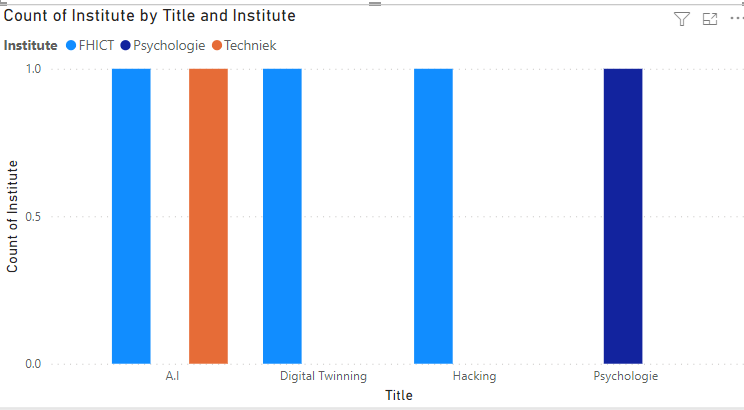 Count of Institute by Title and Institute
Institute FHICT Psychologie Techniek
1.0
0.5
0.0
Count of Institute
A.I Digital Twinning Hacking Psychologie
Title